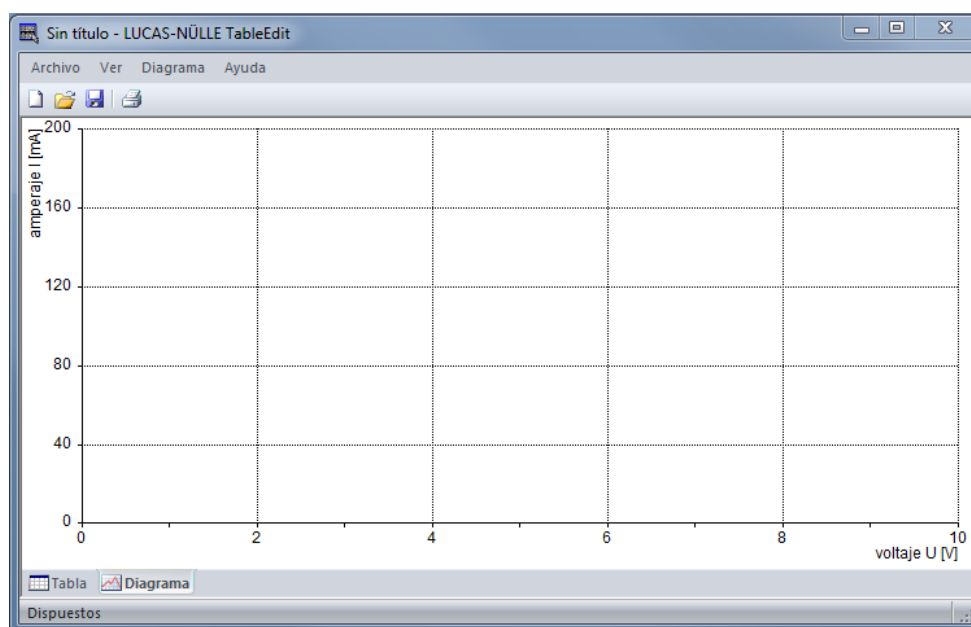 Sin título - LUCAS-NÜLLE TableEdit
Archivo Ver Diagrama Ayuda
amperaje I [mA]
200
160
120
80
40
0
0 2 4 6 8 10
voltaje U [V]
Tabla Diagrama
Dispuestos